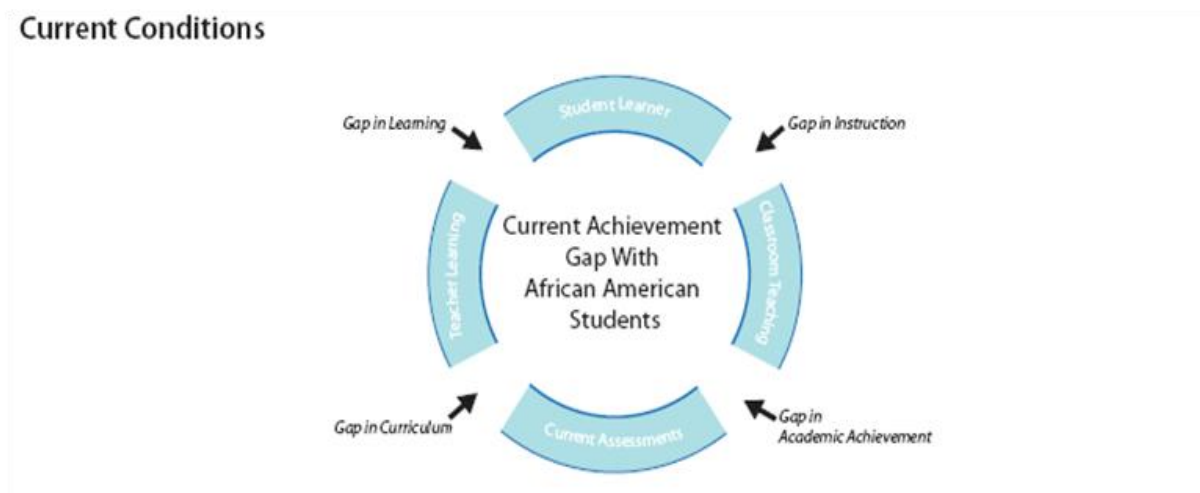 Current Conditions
Student Learner
Gap in Learning
Gap in Instruction
Teacher Learning
Current Achievement
Gap With
African American
Students
Classroom Teaching
Gap in Curriculum
Current Assessments
Gap in
Academic Achievement